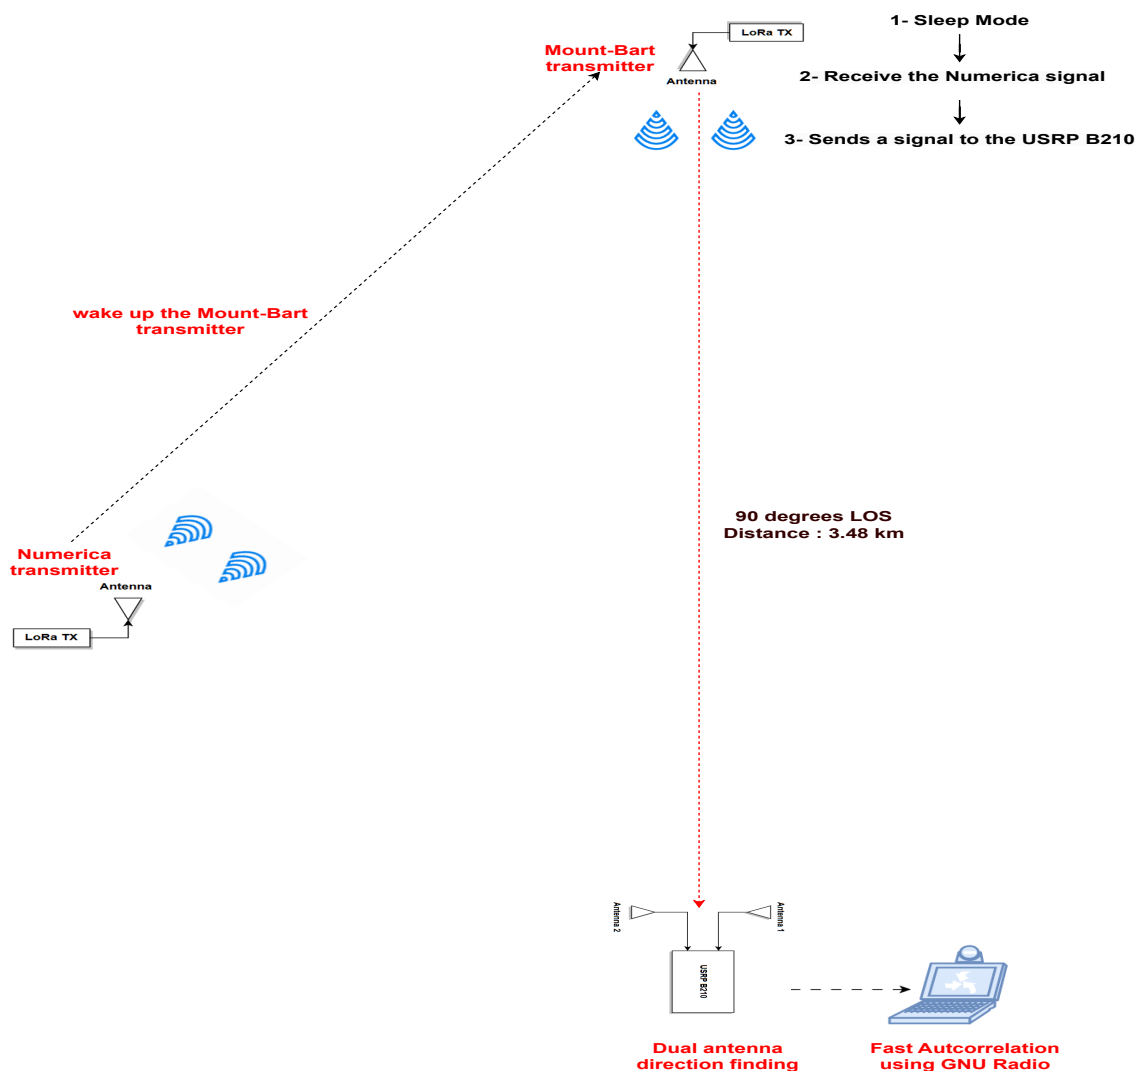 LoRa TX
Mount-Bart
transmitter
Antenna
1- Sleep Mode
2- Receive the Numerica signal
3- Sends a signal to the USRP B210
wake up the Mount-Bart
transmitter
90 degrees LOS
Distance : 3.48 km
Numerica
transmitter
Antenna
LoRa TX
Antenna 2
Antenna 1
USRP B210
Dual antenna
direction finding
Fast Autcorrelation
using GNU Radio